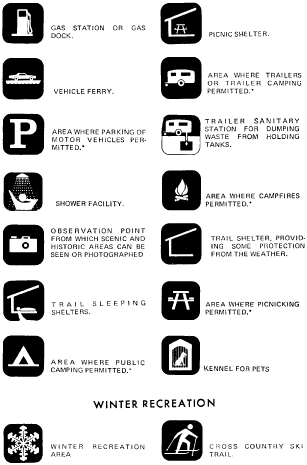 GAS STATION OR GAS
DOCK.
PICNIC SHELTER.
VEHICLE FERRY.
AREA WHERE TRAILERS
OR TRAILER CAMPING
PERMITTED.*
P
AREA WHERE PARKING OF
MOTOR VEHICLES PER-
MITTED.*
TRAILER SANITARY
STATION FOR DUMPING
WASTE FROM HOLDING
TANKS.
SHOWER FACILITY.
AREA WHERE CAMPFIRES
PERMITTED.*
OBSERVATION POINT
FROM WHICH SCENIC AND
HISTORIC AREAS CAN BE
SEEN OR PHOTOGRAPHED
TRAIL SHELTER, PROVID-
ING SOME PROTECTION
FROM THE WEATHER.
TRAIL SLEEPING
SHELTERS.
AREA WHERE PICNICKING
PERMITTED.*
AREA WHERE PUBLIC
CAMPING PERMITTED.*
KENNEL FOR PETS
WINTER RECREATION
WINTER RECREATION
AREA
CROSS COUNTRY SKI
TRAIL.